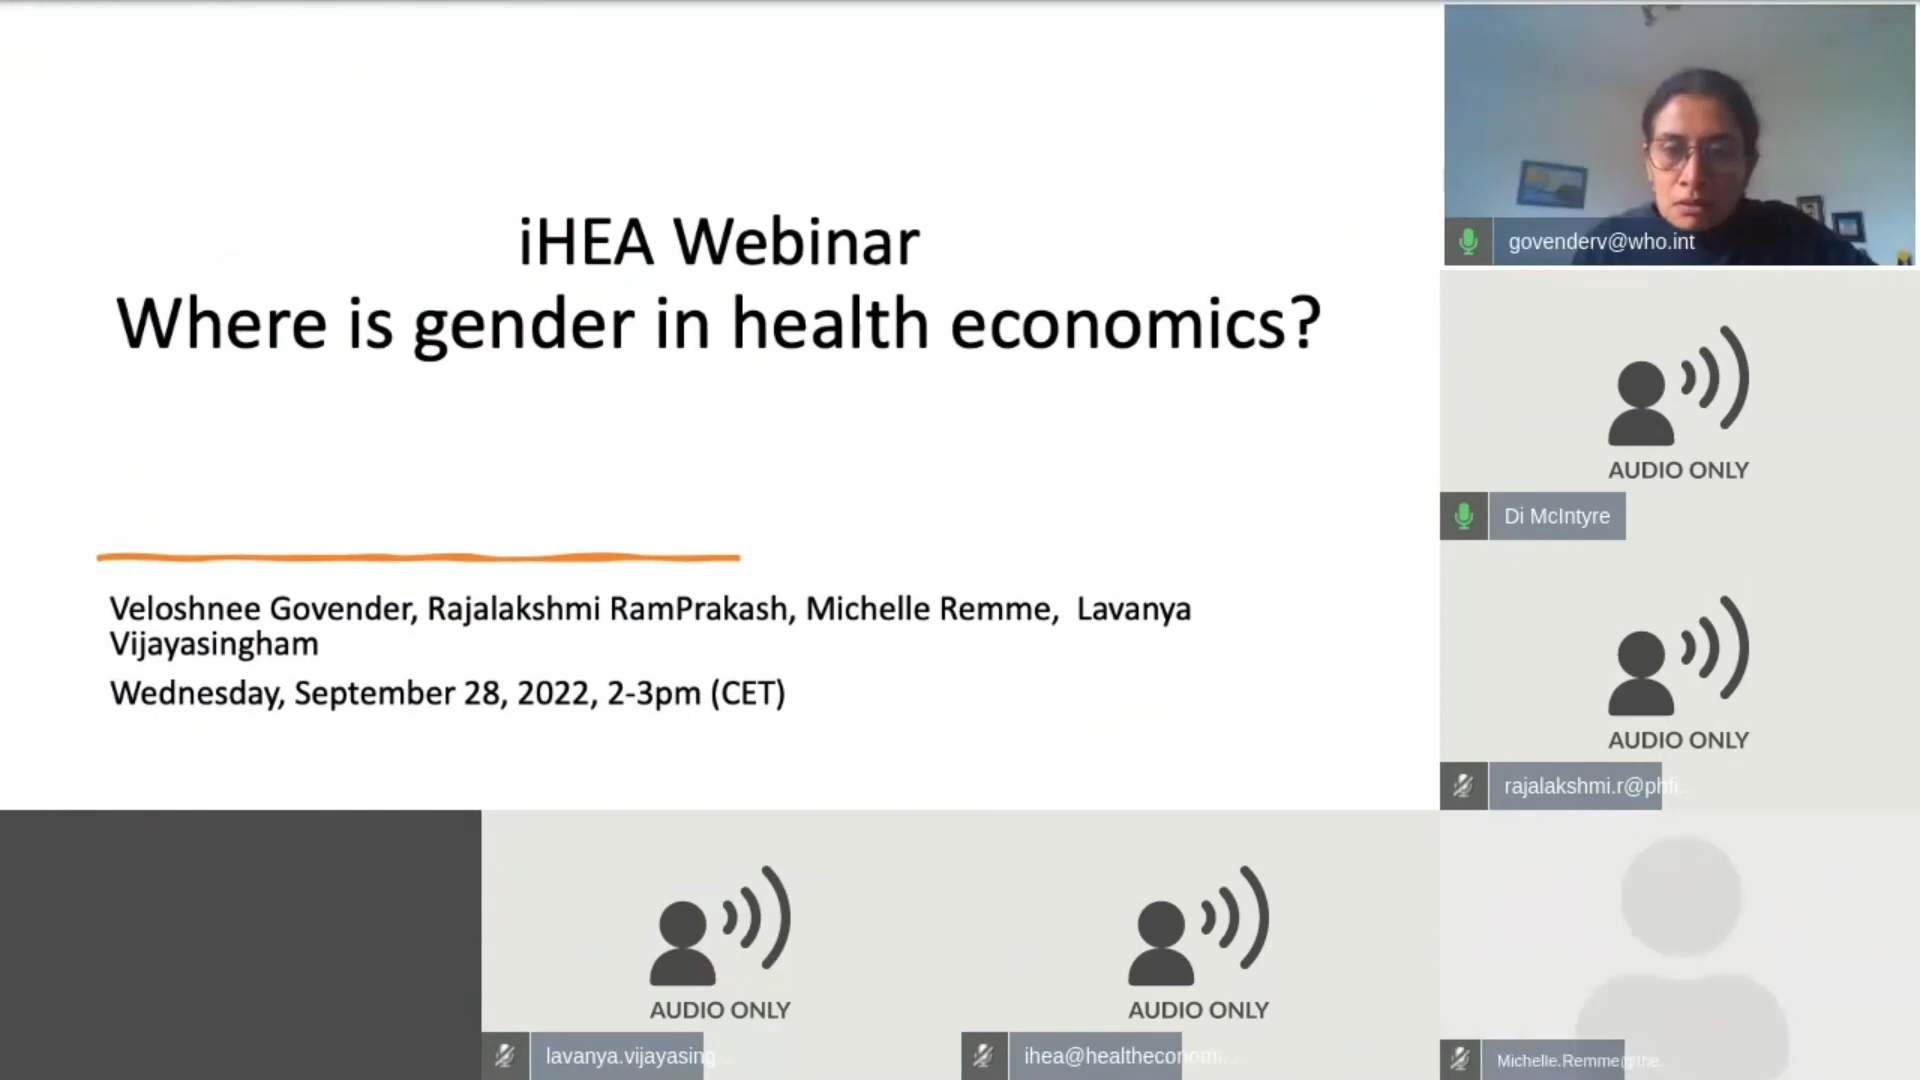 iHEA Webinar
Where is gender in health economics?
Veloshnee Govender, Rajalakshmi RamPrakash, Michelle Remme, Lavanya
Vijayasingham
Wednesday, September 28, 2022, 2-3pm (CET)
govenderv@who.int
AUDIO ONLY
Di McIntyre
AUDIO ONLY
rajalakshmi.r@phfi...
AUDIO ONLY
lavanya.vijayasing...
AUDIO ONLY
ihea@healtheconomi...
Michelle.Remme@the...